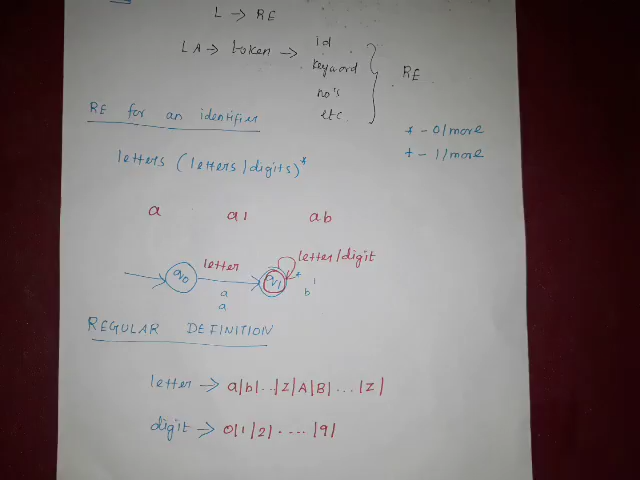 L → RE
LA → token → id
keyword
no's
etc
RE
RE for an identifier
* - 0/more
+ - 1/more
letters (letters/digits)*
a a1 ab
letter
letter/digit
q0
q1
*
a
a
b
1
REGULAR DEFINITION
letter → a|b|..|z|A|B|...|Z|
digit → 0|1|2|.....|9|